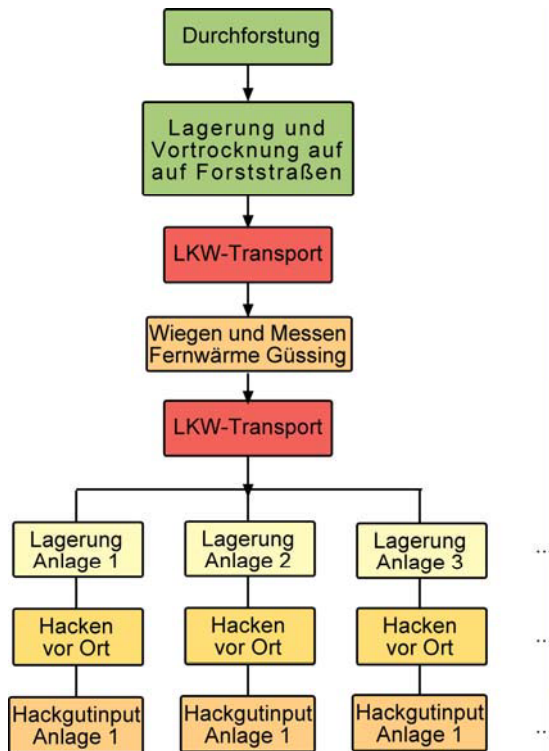 Durchforstung
Lagerung und
Vortrocknung auf
auf Forststraßen
LKW-Transport
Wiegen und Messen
Fernwärme Güssing
LKW-Transport
Lagerung
Anlage 1
Lagerung
Anlage 2
Lagerung
Anlage 3
...
Hacken
vor Ort
Hacken
vor Ort
Hacken
vor Ort
...
Hackgutinput
Anlage 1
Hackgutinput
Anlage 1
Hackgutinput
Anlage 1
...